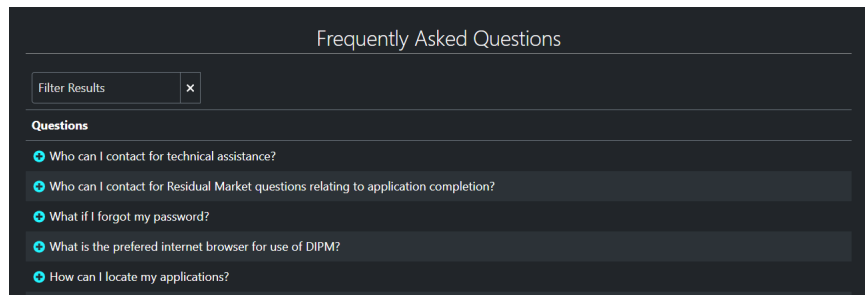 Frequently Asked Questions
Filter Results
Questions
Who can I contact for technical assistance?
Who can I contact for Residual Market questions relating to application completion?
What if I forgot my password?
What is the prefered internet browser for use of DIPM?
How can I locate my applications?